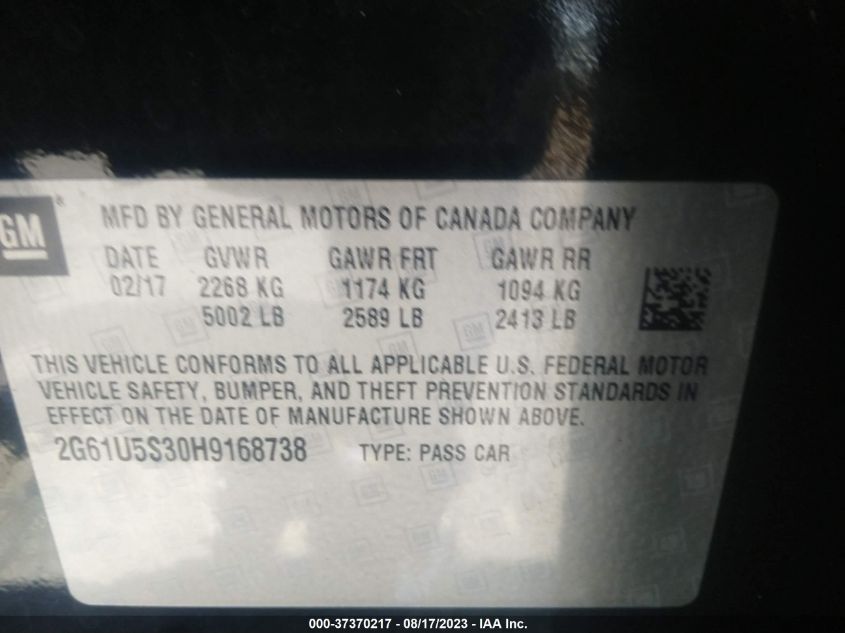 GM ®
MFD BY GENERAL MOTORS OF CANADA COMPANY
DATE GVWR GAWR FRT GAWR RR
02/17 2268 KG 1174 KG 1094 KG
5002 LB 2589 LB 2413 LB
THIS VEHICLE CONFORMS TO ALL APPLICABLE U.S. FEDERAL MOTOR
VEHICLE SAFETY, BUMPER, AND THEFT PREVENTION STANDARDS IN
EFFECT ON THE DATE OF MANUFACTURE SHOWN ABOVE.
2G61U5S30H9168738 TYPE: PASS CAR
000-37370217 - 08/17/2023 - IAA Inc.